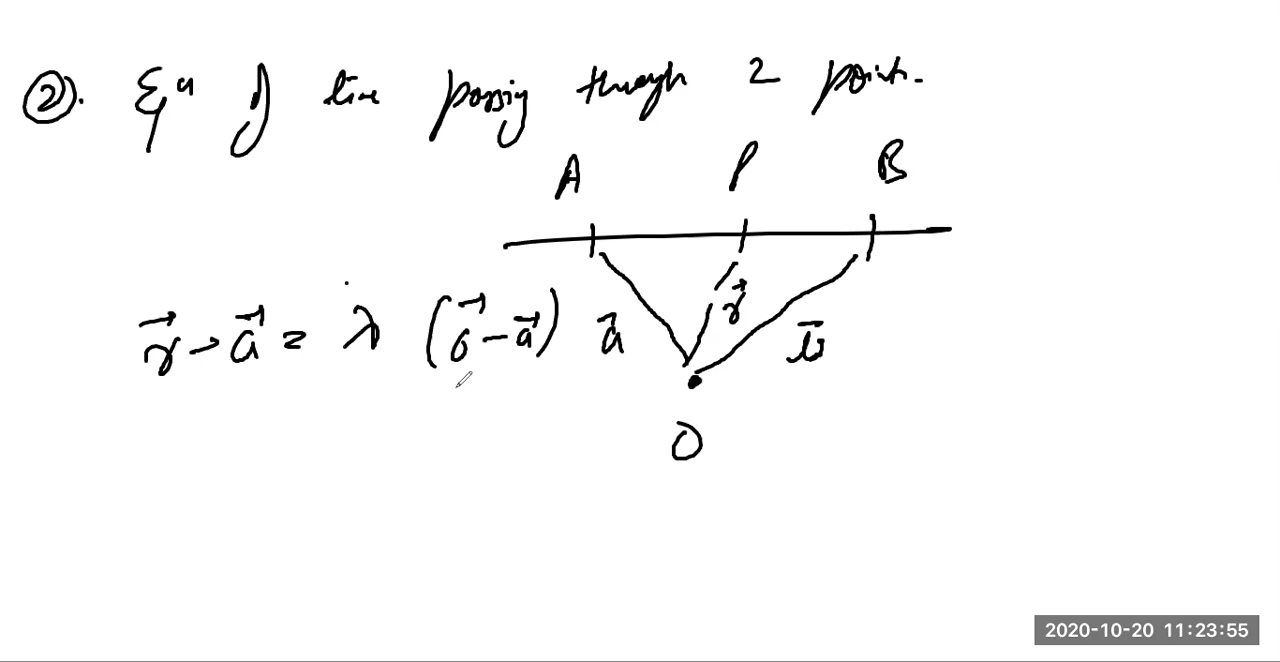 ②. Eqⁿ of line passing through 2 points.
A P B
r⃗ - a⃗ = λ (b⃗ - a⃗) a⃗ r⃗ b⃗
O
2020-10-20 11:23:55